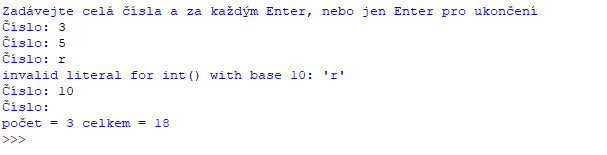 Zadávejte celá čísla a za každým Enter, nebo jen Enter pro ukončení
Číslo: 3
Číslo: 5
Číslo: r
invalid literal for int() with base 10: 'r'
Číslo: 10
Číslo:
počet = 3 celkem = 18
>>>